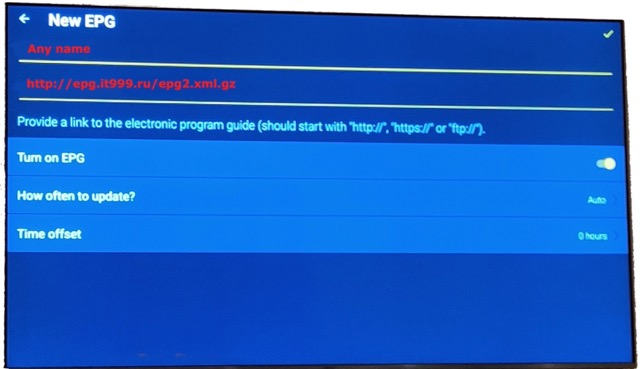 New EPG
Any name
http://epg.it999.ru/epg2.xml.gz
Provide a link to the electronic program guide (should start with "http://", "https://" or "ftp://").
Turn on EPG
How often to update?
Auto
Time offset
0 hours